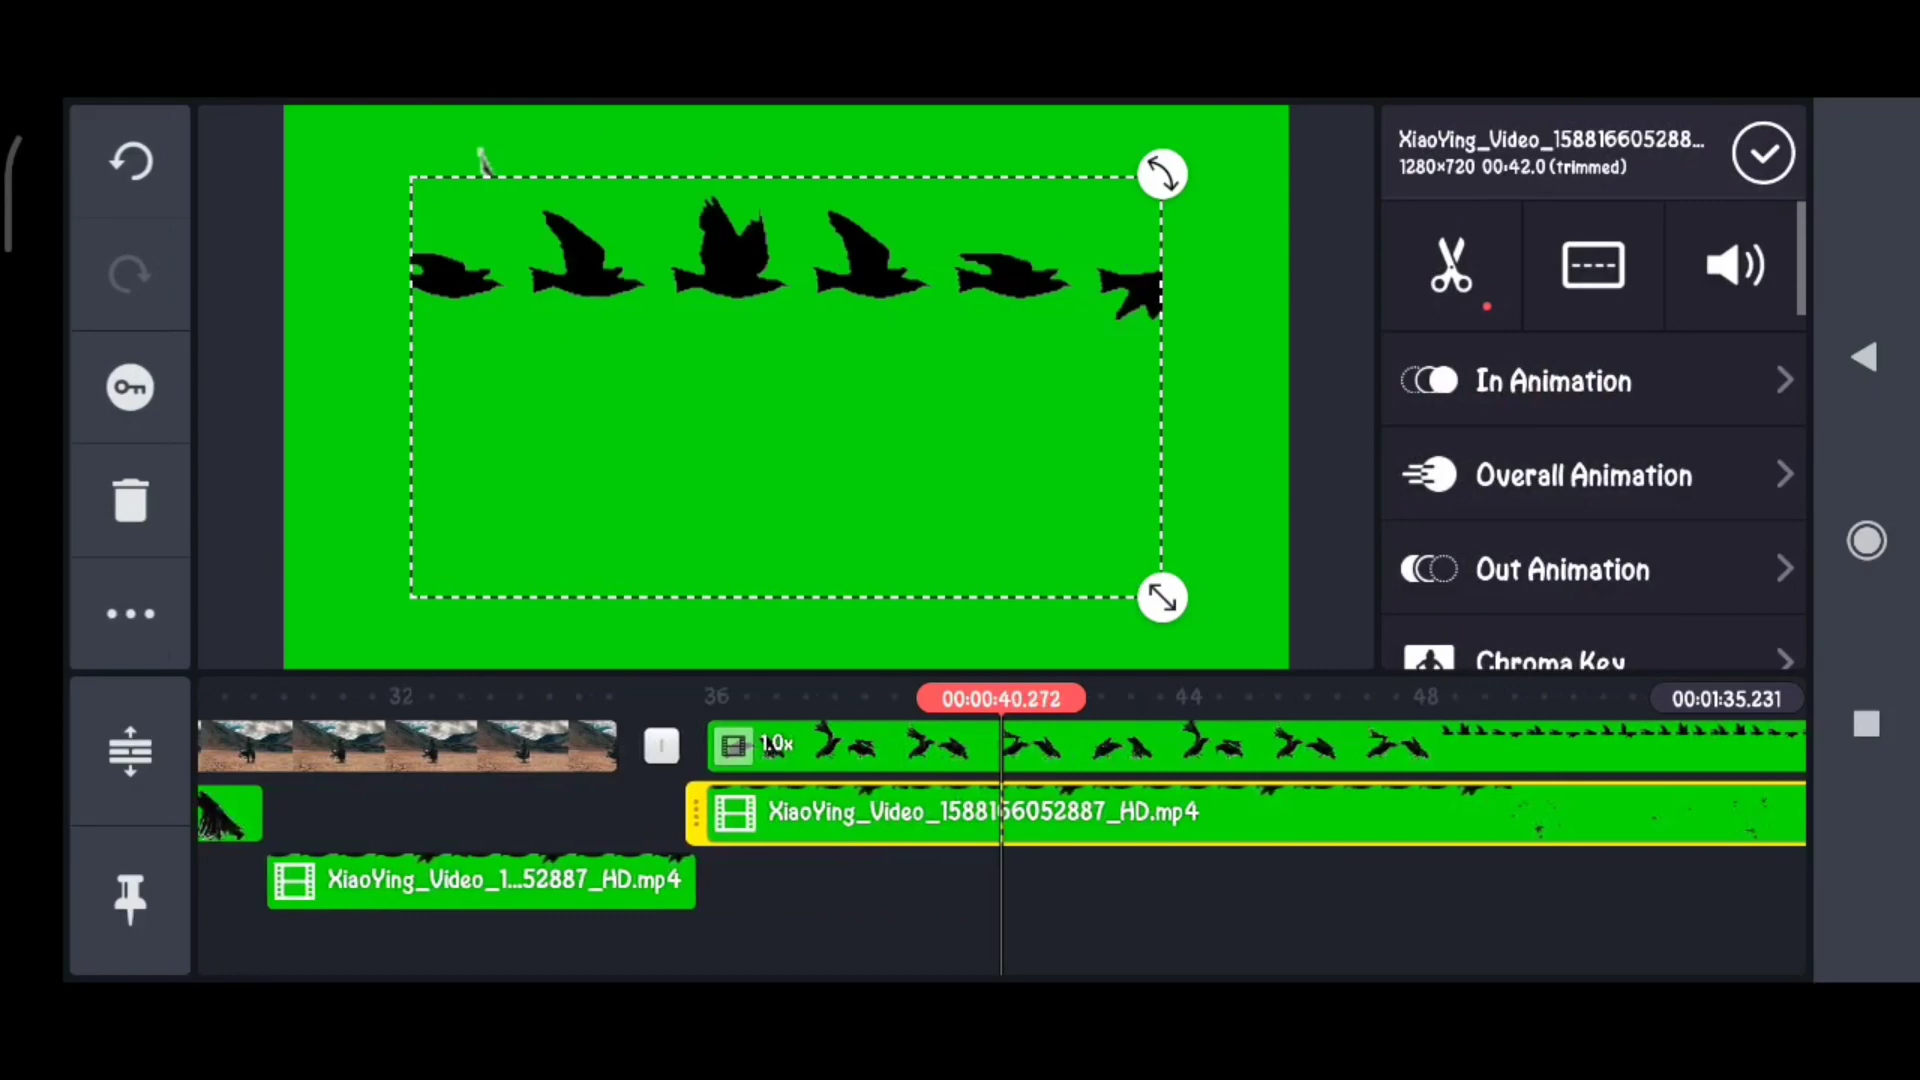 XiaoYing_Video_158816605288...
1280×720 00:42.0 (trimmed)
In Animation
Overall Animation
Out Animation
Chroma Key
32
36
00:00:40.272
44
48
00:01:35.231
1.0x
XiaoYing_Video_1588166052887_HD.mp4
XiaoYing_Video_1...52887_HD.mp4